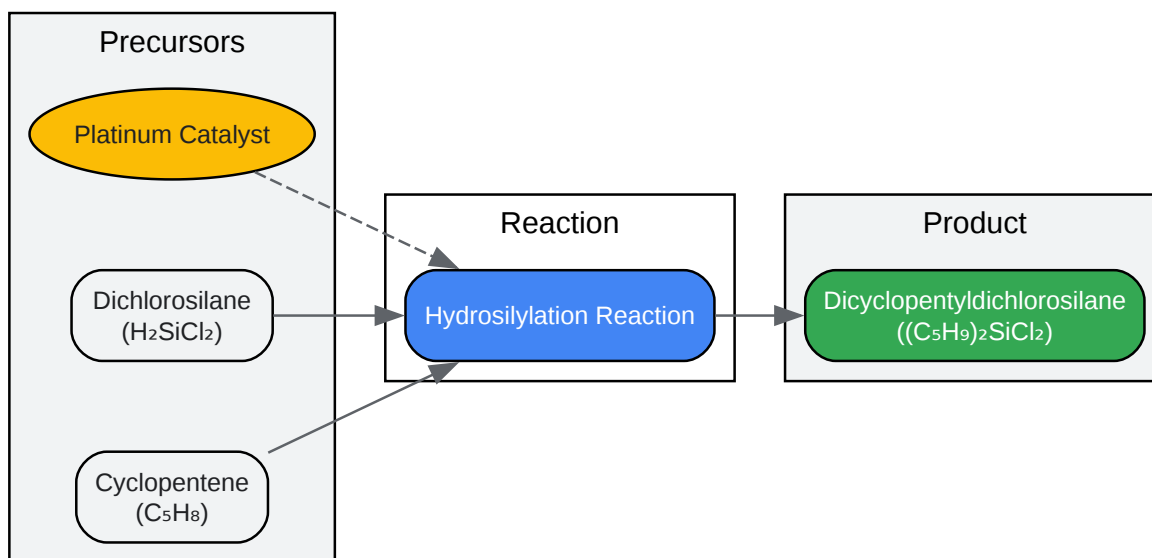 Precursors
Platinum Catalyst
Dichlorosilane
(H₂SiCl₂)
Cyclopentene
(C₅H₈)
Reaction
Hydrosilylation Reaction
Product
Dicyclopentyldichlorosilane
((C₅H₉)₂SiCl₂)